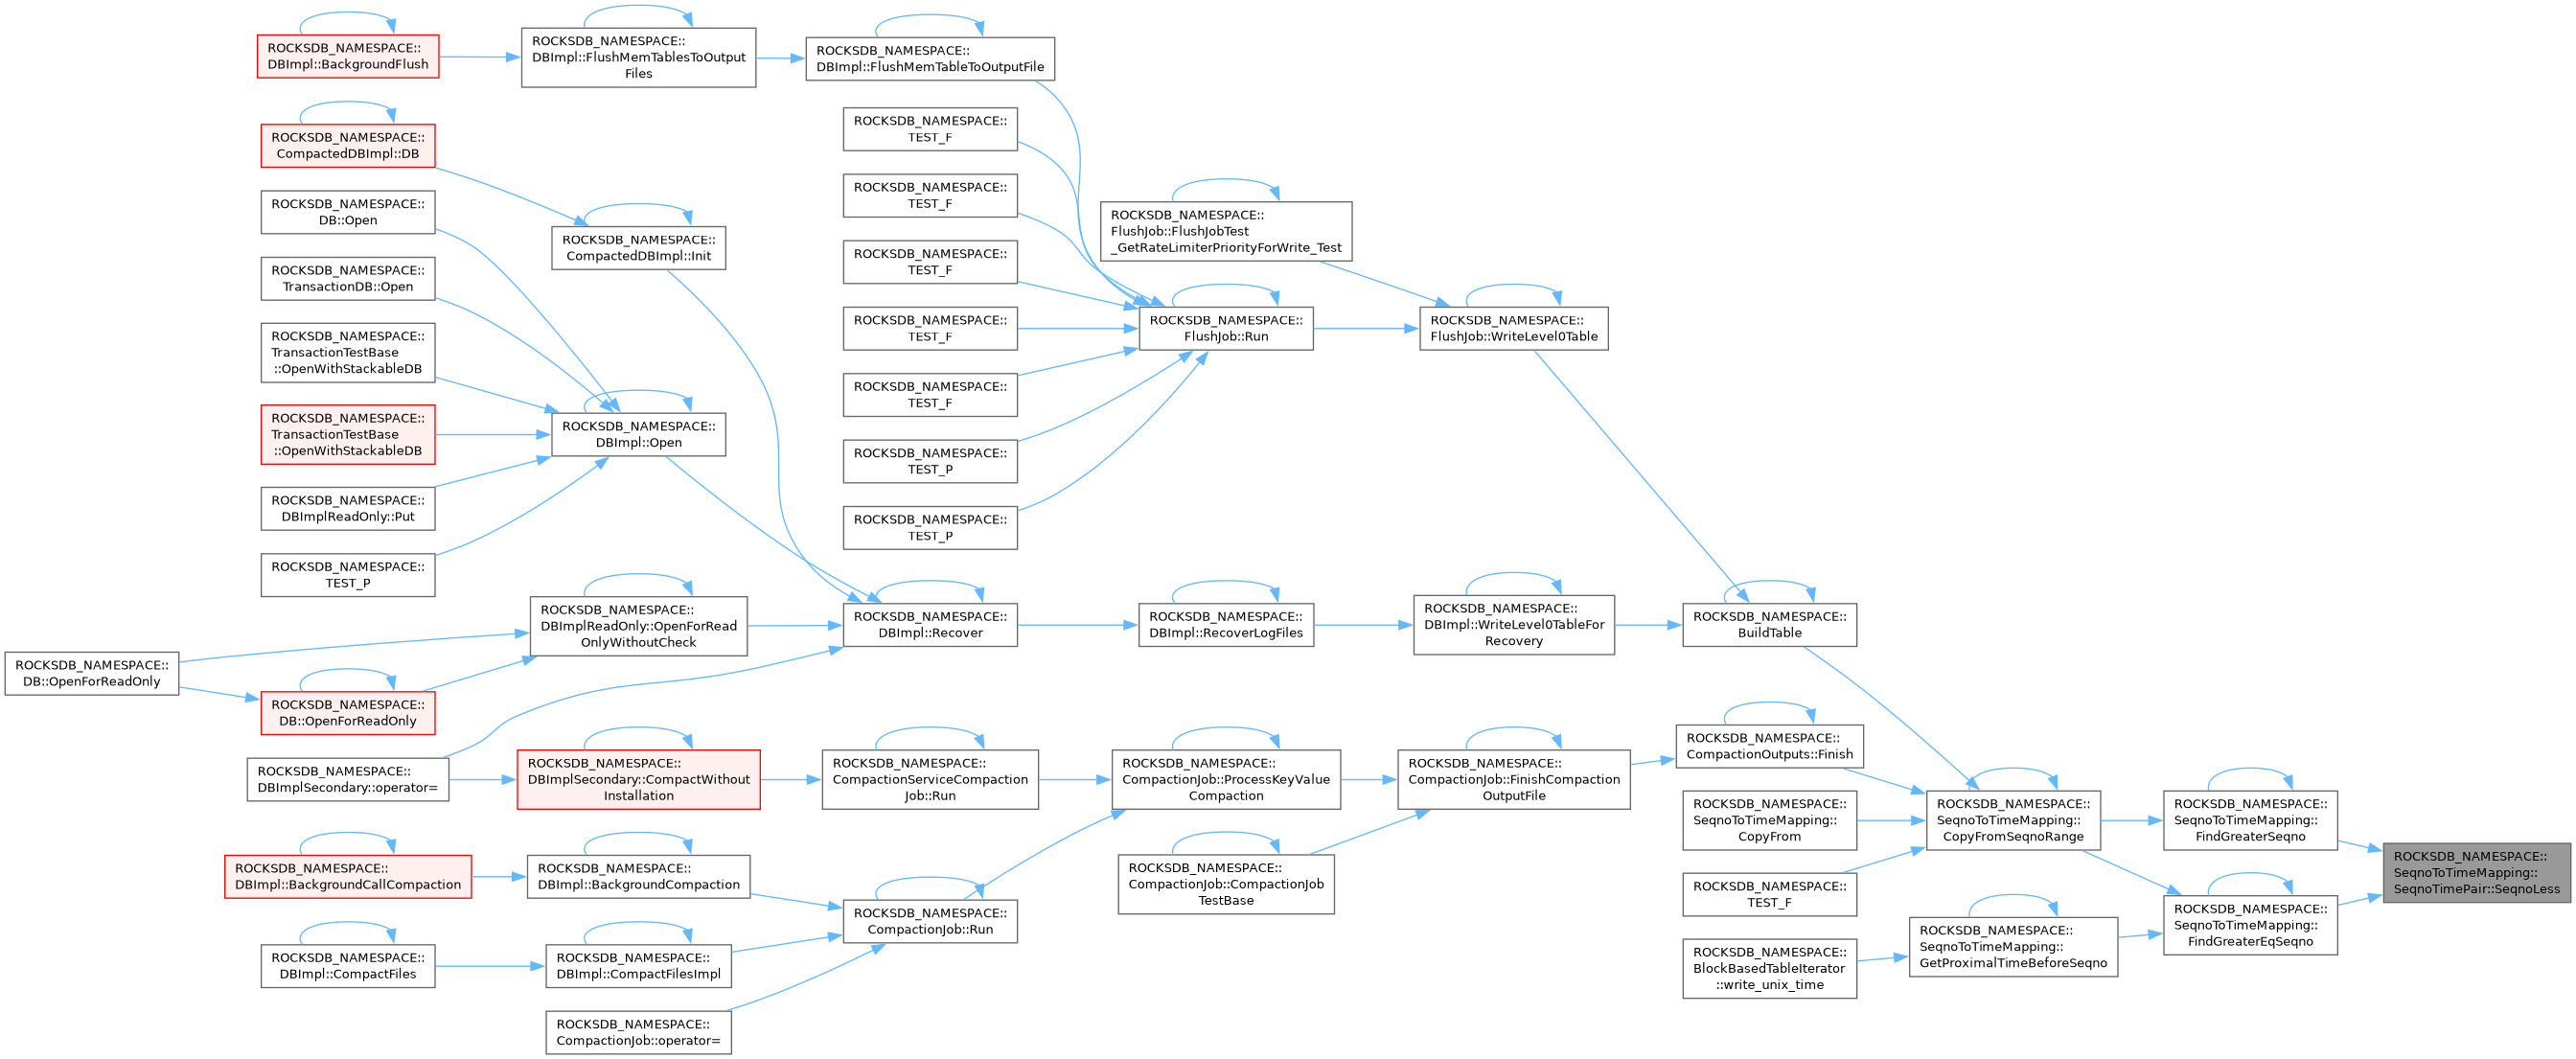 ROCKSDB_NAMESPACE::
DBImpl::BackgroundFlush
ROCKSDB_NAMESPACE::
DBImpl::FlushMemTablesToOutput
Files
ROCKSDB_NAMESPACE::
DBImpl::FlushMemTableToOutputFile
ROCKSDB_NAMESPACE::
CompactedDBImpl::DB
ROCKSDB_NAMESPACE::
DB::Open
ROCKSDB_NAMESPACE::
TransactionDB::Open
ROCKSDB_NAMESPACE::
TransactionTestBase
::OpenWithStackableDB
ROCKSDB_NAMESPACE::
TransactionTestBase
::OpenWithStackableDB
ROCKSDB_NAMESPACE::
DBImplReadOnly::Put
ROCKSDB_NAMESPACE::
TEST_P
ROCKSDB_NAMESPACE::
CompactedDBImpl::Init
ROCKSDB_NAMESPACE::
DBImpl::Open
ROCKSDB_NAMESPACE::
TEST_F
ROCKSDB_NAMESPACE::
TEST_F
ROCKSDB_NAMESPACE::
TEST_F
ROCKSDB_NAMESPACE::
TEST_F
ROCKSDB_NAMESPACE::
TEST_F
ROCKSDB_NAMESPACE::
TEST_P
ROCKSDB_NAMESPACE::
TEST_P
ROCKSDB_NAMESPACE::
FlushJob::FlushJobTest
_GetRateLimiterPriorityForWrite_Test
ROCKSDB_NAMESPACE::
FlushJob::Run
ROCKSDB_NAMESPACE::
FlushJob::WriteLevel0Table
ROCKSDB_NAMESPACE::
DB::OpenForReadOnly
ROCKSDB_NAMESPACE::
DB::OpenForReadOnly
ROCKSDB_NAMESPACE::
DBImplReadOnly::OpenForRead
OnlyWithoutCheck
ROCKSDB_NAMESPACE::
DBImpl::Recover
ROCKSDB_NAMESPACE::
DBImpl::RecoverLogFiles
ROCKSDB_NAMESPACE::
DBImpl::WriteLevel0TableFor
Recovery
ROCKSDB_NAMESPACE::
BuildTable
ROCKSDB_NAMESPACE::
DBImplSecondary::operator=
ROCKSDB_NAMESPACE::
DBImplSecondary::CompactWithout
Installation
ROCKSDB_NAMESPACE::
CompactionServiceCompaction
Job::Run
ROCKSDB_NAMESPACE::
CompactionJob::ProcessKeyValue
Compaction
ROCKSDB_NAMESPACE::
CompactionJob::FinishCompaction
OutputFile
ROCKSDB_NAMESPACE::
CompactionOutputs::Finish
ROCKSDB_NAMESPACE::
SeqnoToTimeMapping::
CopyFrom
ROCKSDB_NAMESPACE::
TEST_F
ROCKSDB_NAMESPACE::
SeqnoToTimeMapping::
CopyFromSeqnoRange
ROCKSDB_NAMESPACE::
SeqnoToTimeMapping::
FindGreaterSeqno
ROCKSDB_NAMESPACE::
SeqnoToTimeMapping::
SeqnoTimePair::SeqnoLess
ROCKSDB_NAMESPACE::
DBImpl::BackgroundCallCompaction
ROCKSDB_NAMESPACE::
DBImpl::BackgroundCompaction
ROCKSDB_NAMESPACE::
CompactionJob::Run
ROCKSDB_NAMESPACE::
CompactionJob::CompactionJob
TestBase
ROCKSDB_NAMESPACE::
DBImpl::CompactFiles
ROCKSDB_NAMESPACE::
DBImpl::CompactFilesImpl
ROCKSDB_NAMESPACE::
CompactionJob::operator=
ROCKSDB_NAMESPACE::
BlockBasedTableIterator
::write_unix_time
ROCKSDB_NAMESPACE::
SeqnoToTimeMapping::
GetProximalTimeBeforeSeqno
ROCKSDB_NAMESPACE::
SeqnoToTimeMapping::
FindGreaterEqSeqno